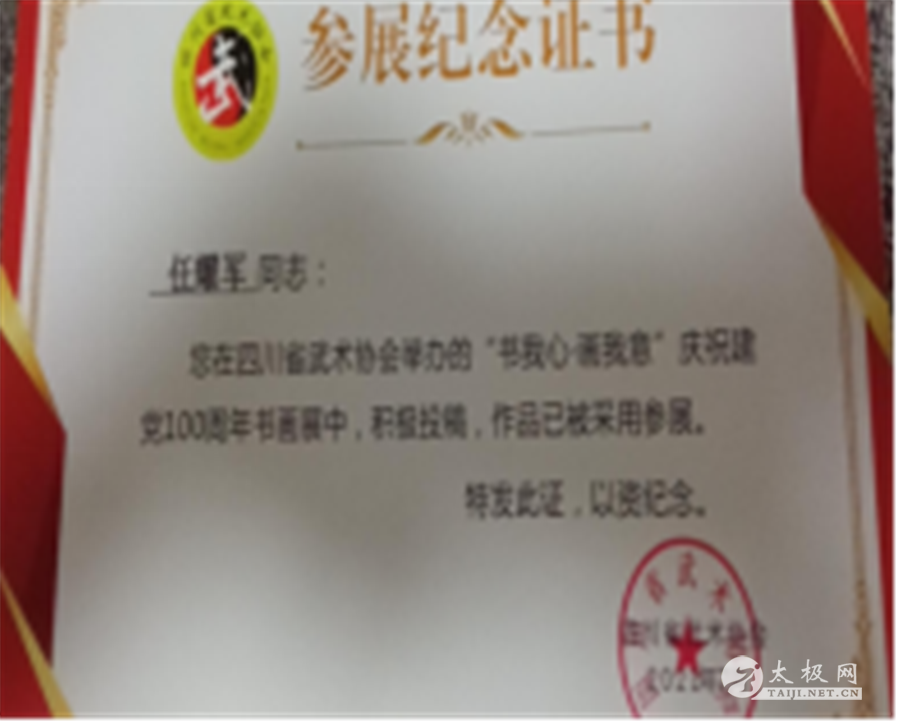 参展纪念证书
武
任耀军 同志：
您在四川省武术协会举办的“书我心·画我意”庆祝建
党100周年书画展中，积极投稿，作品已被采用参展。
特发此证，以资纪念。
四川省武术协会
太极网
TAIJI.NET.CN